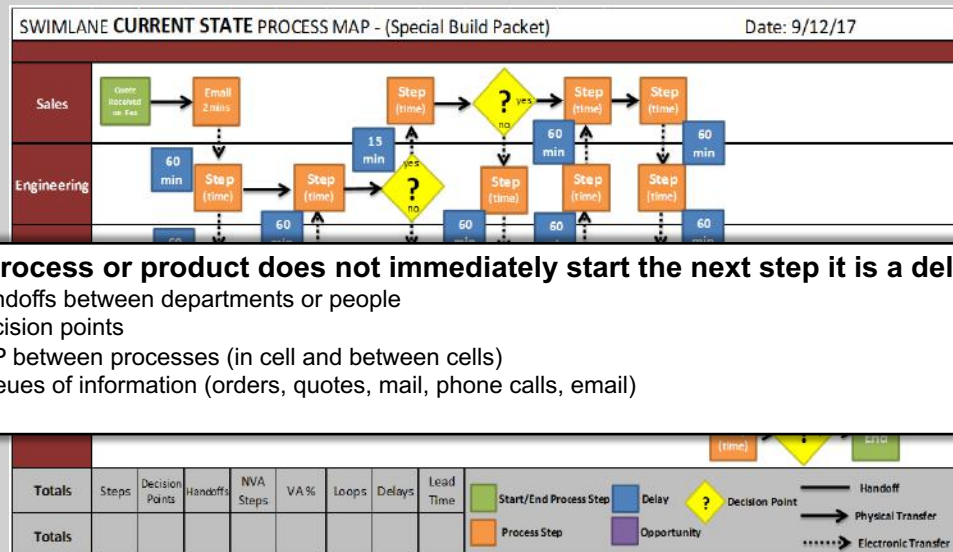 SWIMLANE CURRENT STATE PROCESS MAP - (Special Build Packet) Date: 9/12/17
Sales
Quote Received on Fax
Email 2 mins
Step (time)
? yes no
Step (time)
Step (time)
60 min
15 min
60 min
60 min
Engineering
Step (time)
Step (time)
? yes no
Step (time)
Step (time)
Step (time)
60
60
60
60
rocess or product does not immediately start the next step it is a del
ndoffs between departments or people
cision points
P between processes (in cell and between cells)
eues of information (orders, quotes, mail, phone calls, email)
(time)
End
Totals Steps Decision Points Handoffs NVA Steps VA% Loops Delays Lead Time
Totals
Start/End Process Step Delay ? Decision Point Handoff
Physical Transfer
Process Step Opportunity
Electronic Transfer